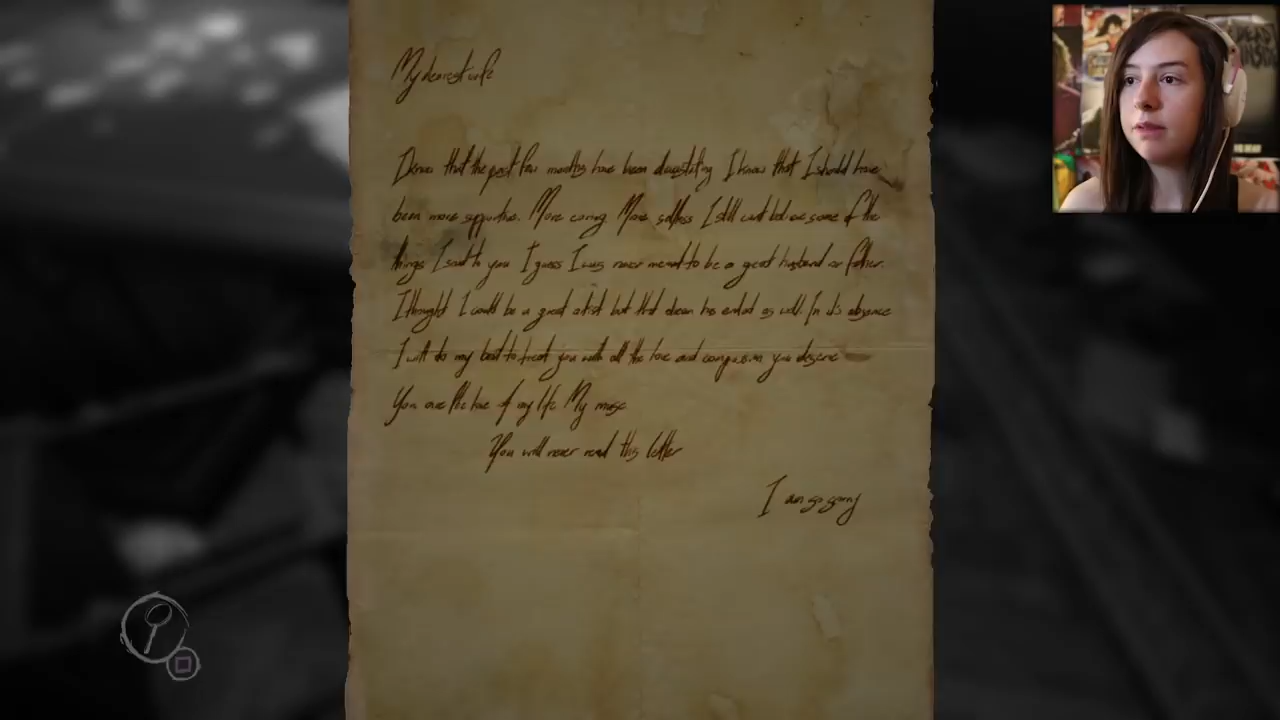 My dearest wife
I know that the past few months have been devastating I know that I should have
been more supportive. More caring More selfless I still can't believe some of the
things I said to you I guess I was never meant to be a great husband or father.
I thought I could be a great artist but that dream has ended as well. In its absence
I will do my best to treat you with all the love and compassion you deserve
You are the love of my life My muse
You will never read this letter
I am so sorry